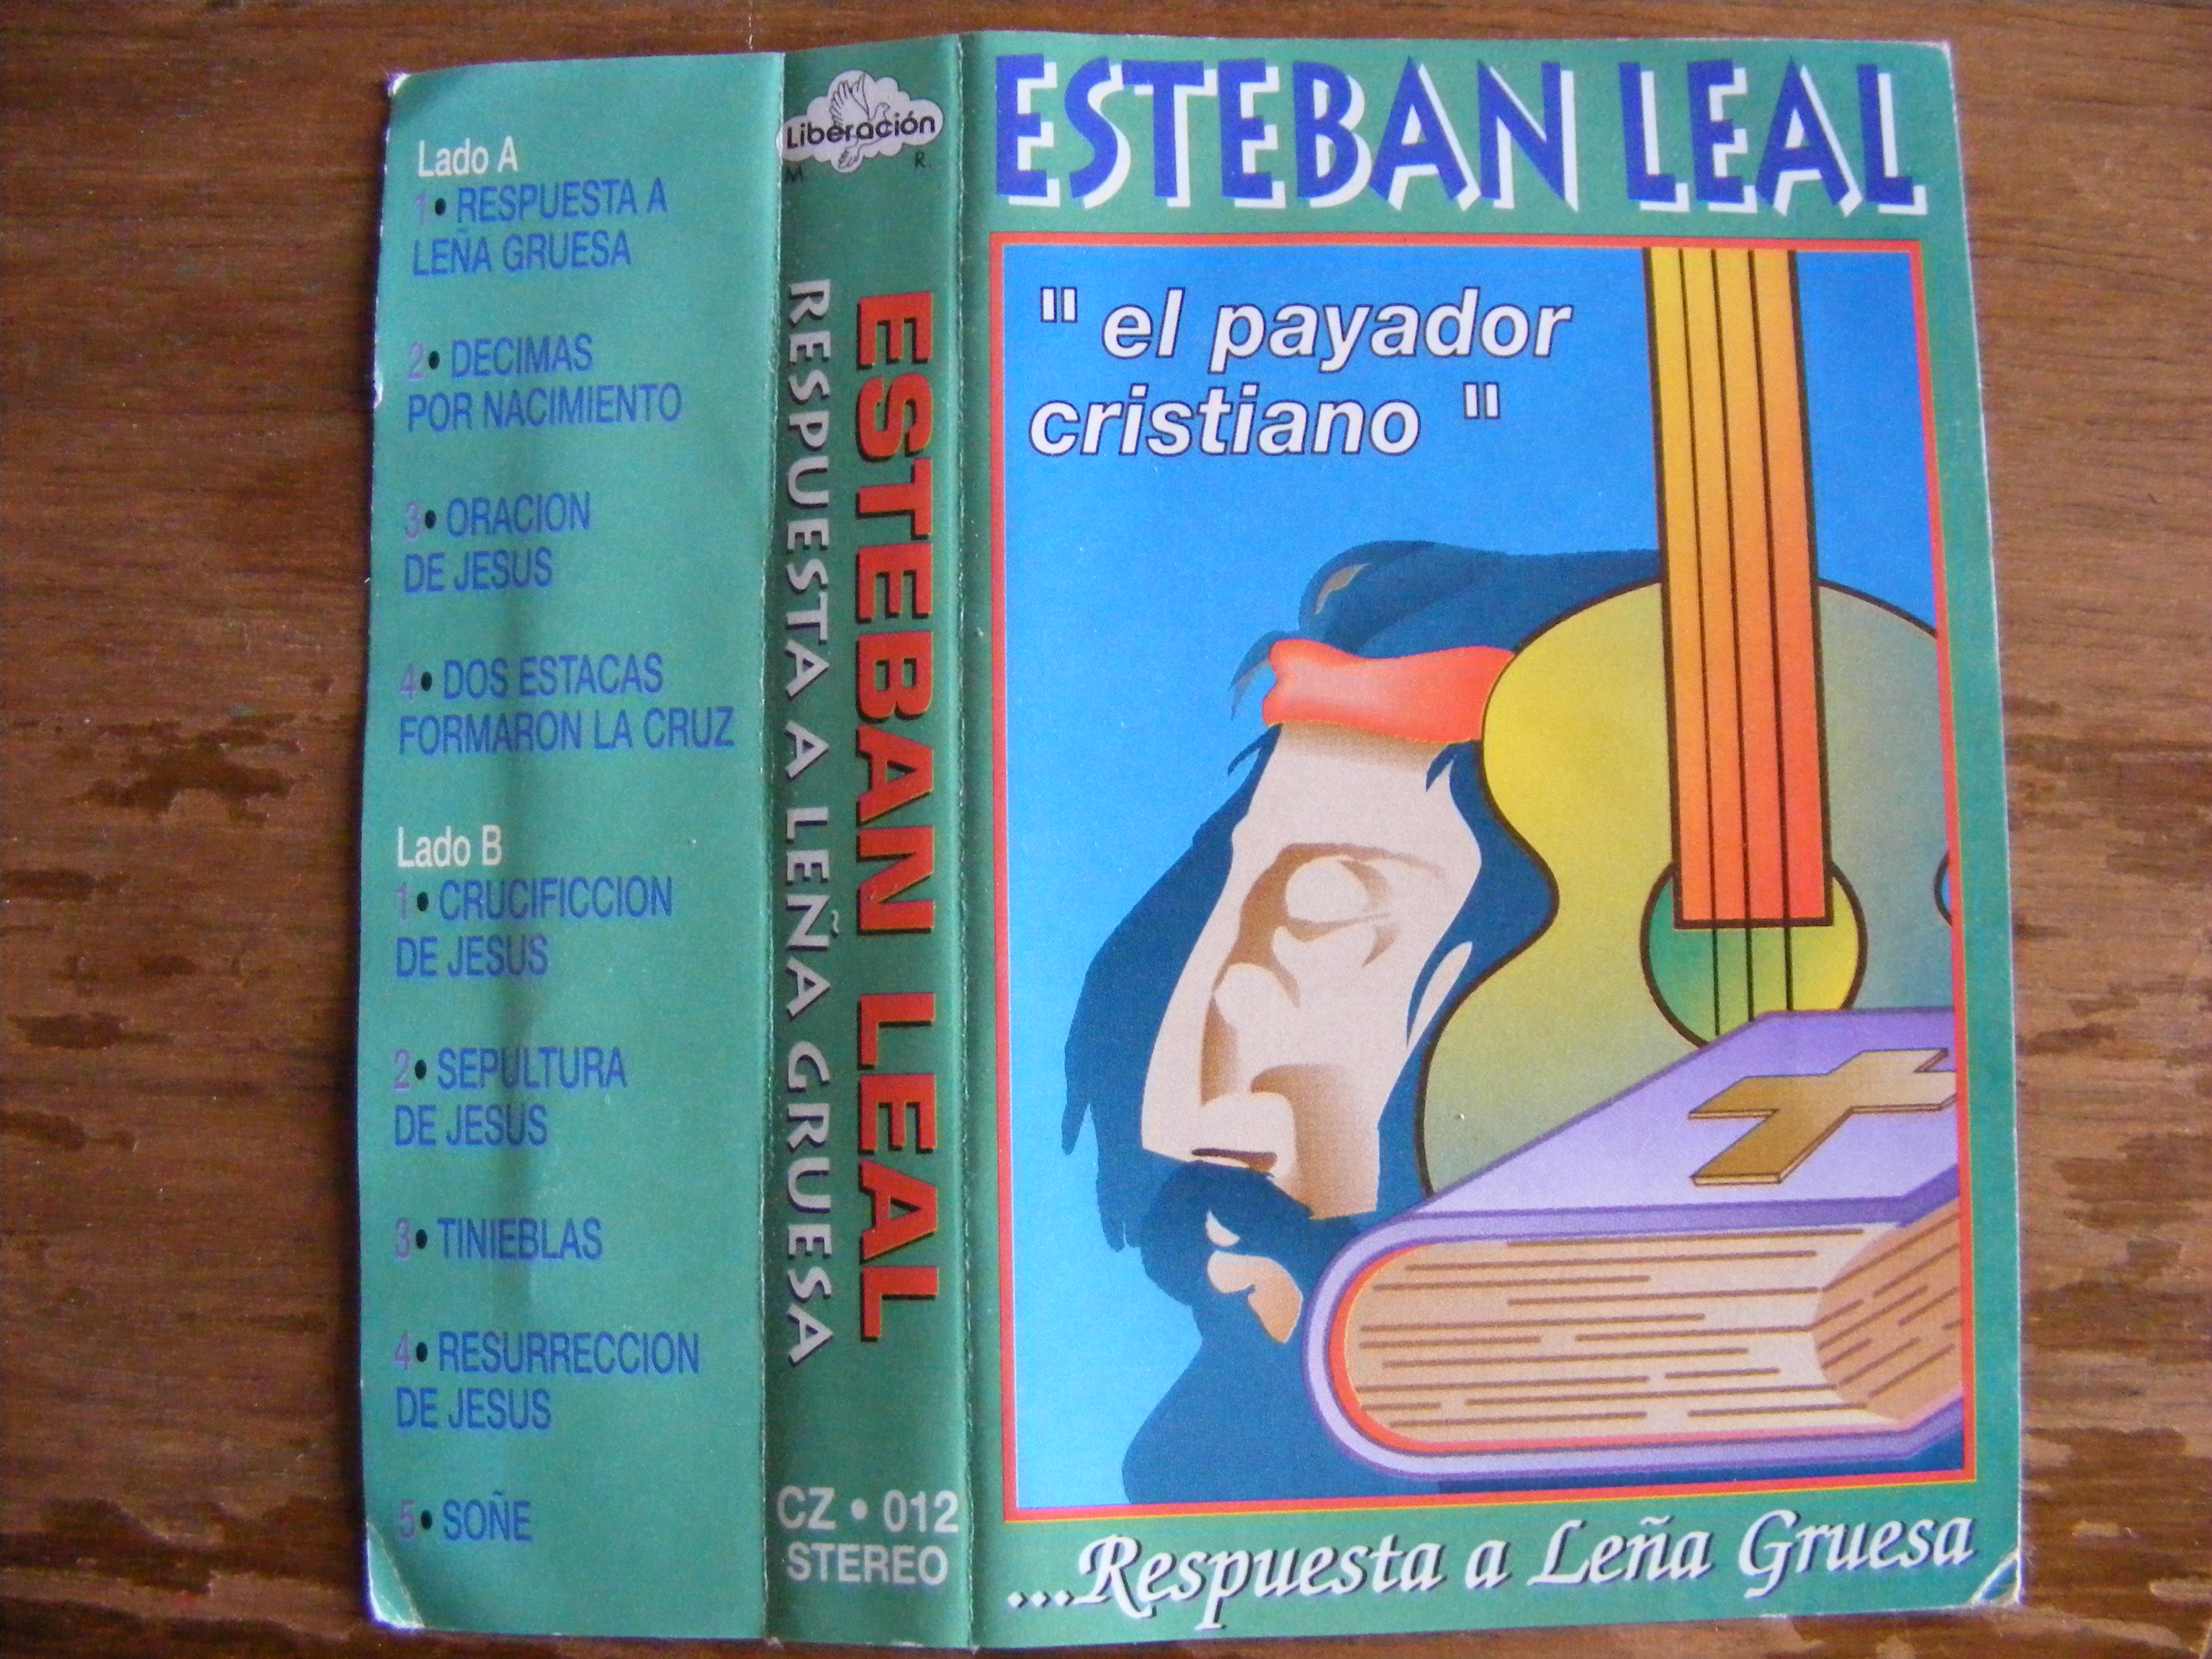 Lado A
1• RESPUESTA A
LEÑA GRUESA
2• DECIMAS
POR NACIMIENTO
3• ORACION
DE JESUS
4• DOS ESTACAS
FORMARON LA CRUZ
Lado B
1• CRUCIFICCION
DE JESUS
2• SEPULTURA
DE JESUS
3• TINIEBLAS
4• RESURRECCION
DE JESUS
5• SOÑE
Liberación
M. R.
ESTEBAN LEAL
RESPUESTA A LEÑA GRUESA
CZ • 012
STEREO
ESTEBAN LEAL
" el payador
cristiano "
...Respuesta a Leña Gruesa